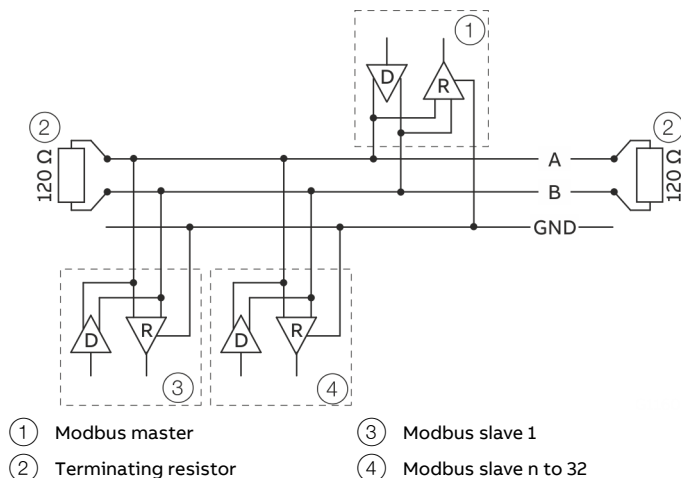 1
D
R
2
2
120 Ω
120 Ω
A
B
GND
D
R
D
R
3
4
1 Modbus master
3 Modbus slave 1
2 Terminating resistor
4 Modbus slave n to 32